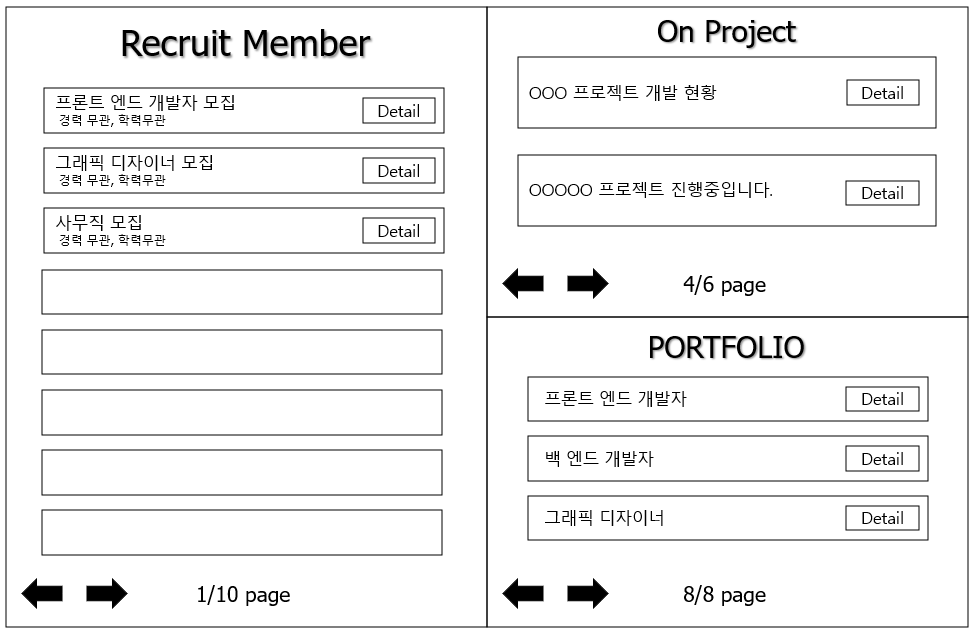 Recruit Member
프론트 엔드 개발자 모집
경력 무관, 학력무관
Detail
그래픽 디자이너 모집
경력 무관, 학력무관
Detail
사무직 모집
경력 무관, 학력무관
Detail
1/10 page
On Project
OOO 프로젝트 개발 현황
Detail
OOOOO 프로젝트 진행중입니다.
Detail
4/6 page
PORTFOLIO
프론트 엔드 개발자
Detail
백 엔드 개발자
Detail
그래픽 디자이너
Detail
8/8 page